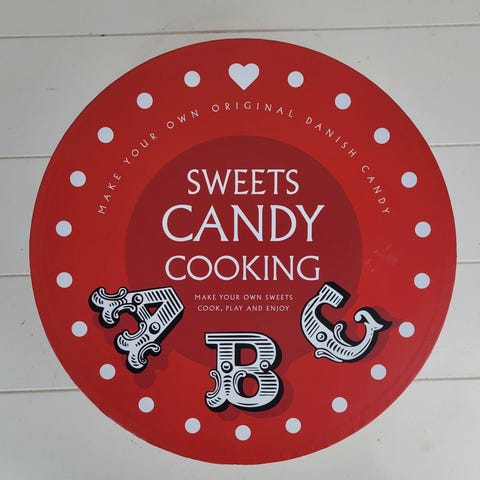 MAKE YOUR OWN ORIGINAL DANISH CANDY
SWEETS
CANDY
COOKING
MAKE YOUR OWN SWEETS
COOK, PLAY AND ENJOY
A B C